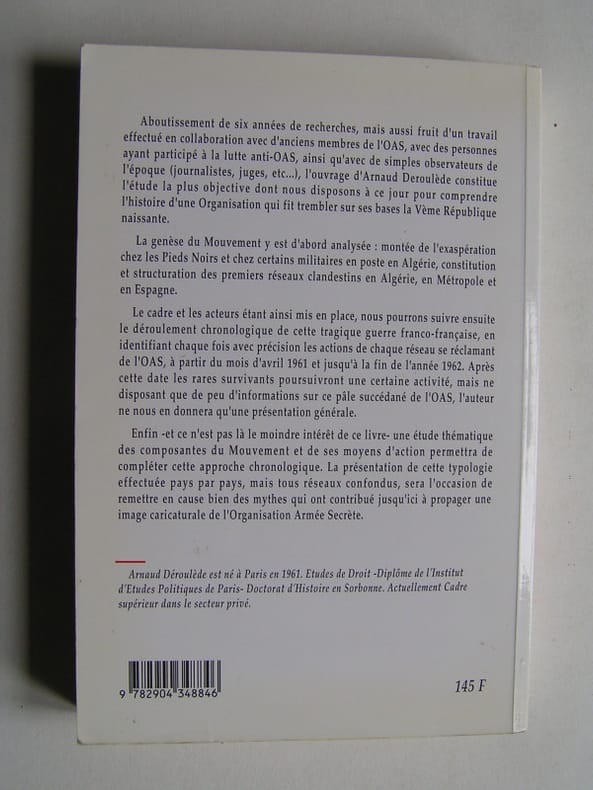 Aboutissement de six années de recherches, mais aussi fruit d'un travail
effectué en collaboration avec d'anciens membres de l'OAS, avec des personnes
ayant participé à la lutte anti-OAS, ainsi qu'avec de simples observateurs de
l'époque (journalistes, juges, etc...), l'ouvrage d'Arnaud Deroulède constitue
l'étude la plus objective dont nous disposons à ce jour pour comprendre
l'histoire d'une Organisation qui fit trembler sur ses bases la Vème République
naissante.
La genèse du Mouvement y est d'abord analysée : montée de l'exaspération
chez les Pieds Noirs et chez certains militaires en poste en Algérie, constitution
et structuration des premiers réseaux clandestins en Algérie, en Métropole et
en Espagne.
Le cadre et les acteurs étant ainsi mis en place, nous pourrons suivre ensuite
le déroulement chronologique de cette tragique guerre franco-française, en
identifiant chaque fois avec précision les actions de chaque réseau se réclamant
de l'OAS, à partir du mois d'avril 1961 et jusqu'à la fin de l'année 1962. Après
cette date les rares survivants poursuivront une certaine activité, mais ne
disposant que de peu d'informations sur ce pâle succédané de l'OAS, l'auteur
ne nous en donnera qu'une présentation générale.
Enfin -et ce n'est pas là le moindre intérêt de ce livre- une étude thématique
des composantes du Mouvement et de ses moyens d'action permettra de
compléter cette approche chronologique. La présentation de cette typologie
effectuée pays par pays, mais tous réseaux confondus, sera l'occasion de
remettre en cause bien des mythes qui ont contribué jusqu'ici à propager une
image caricaturale de l'Organisation Armée Secrète.
Arnaud Déroulède est né à Paris en 1961. Etudes de Droit -Diplôme de l'Institut
d'Etudes Politiques de Paris- Doctorat d'Histoire en Sorbonne. Actuellement Cadre
supérieur dans le secteur privé.
9 782904 348846
145 F